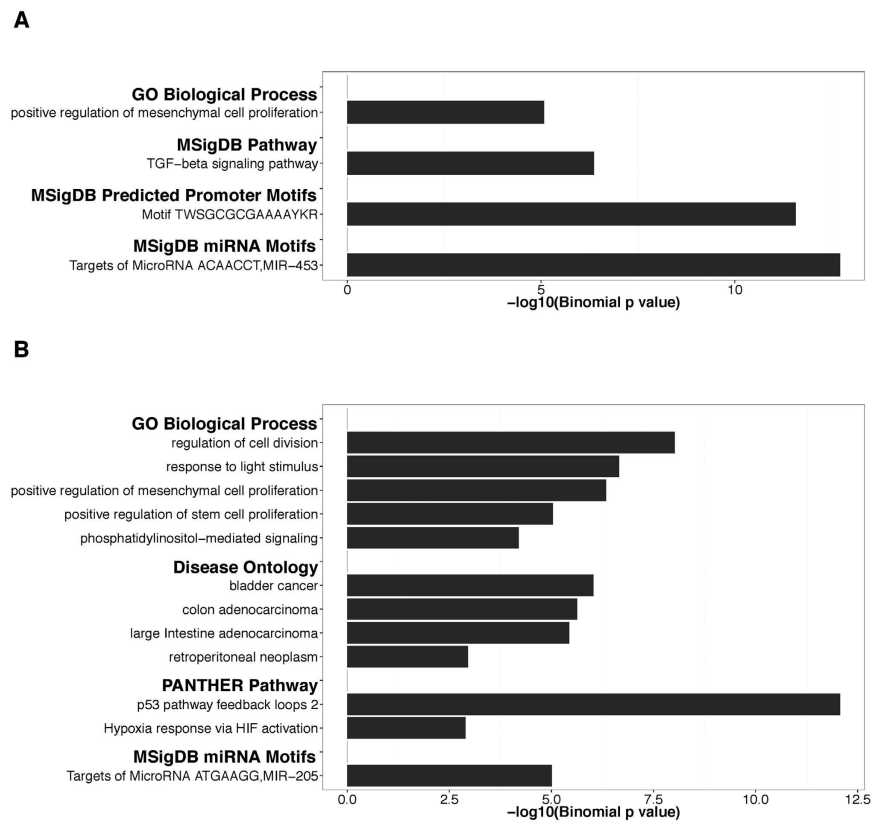 A
GO Biological Process
positive regulation of mesenchymal cell proliferation
MSigDB Pathway
TGF−beta signaling pathway
MSigDB Predicted Promoter Motifs
Motif TWSGCGCGAAAAYKR
MSigDB miRNA Motifs
Targets of MicroRNA ACAACCT,MIR−453
0 5 10
−log10(Binomial p value)
B
GO Biological Process
regulation of cell division
response to light stimulus
positive regulation of mesenchymal cell proliferation
positive regulation of stem cell proliferation
phosphatidylinositol−mediated signaling
Disease Ontology
bladder cancer
colon adenocarcinoma
large Intestine adenocarcinoma
retroperitoneal neoplasm
PANTHER Pathway
p53 pathway feedback loops 2
Hypoxia response via HIF activation
MSigDB miRNA Motifs
Targets of MicroRNA ATGAAGG,MIR−205
0.0 2.5 5.0 7.5 10.0 12.5
−log10(Binomial p value)